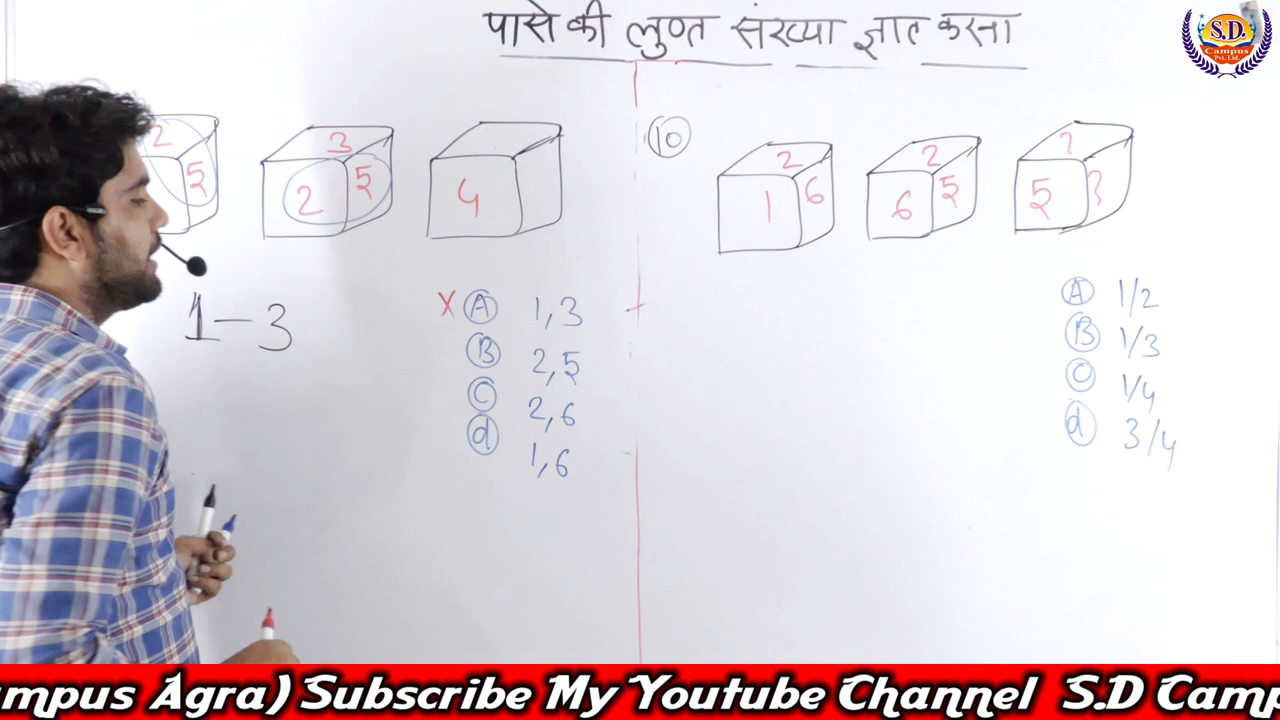 पासे की लुप्त संख्या ज्ञात करना
S.D.
Campus
Pvt. Ltd.
2
5
3
2 5
4
1-3
X A 1,3
B 2,5
C 2,6
d 1,6
10
2
1 6
2
6 5
?
5 ?
A 1/2
B 1/3
C 1/4
d 3/4
ampus Agra) Subscribe My Youtube Channel S.D Camp